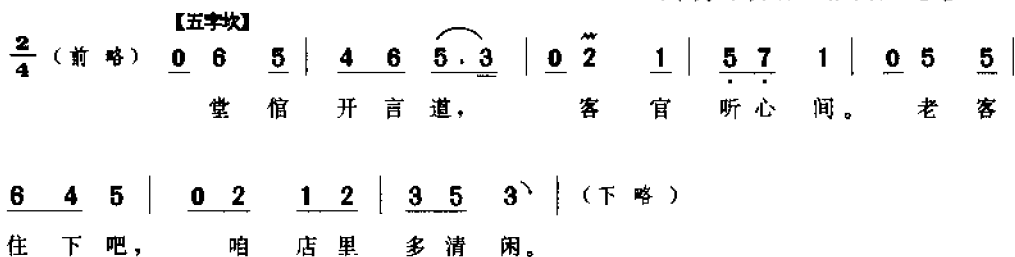 【五字坎】
2/4 （前略） 0 6 5 | 4 6 5 . 3 | 0 2 1 | 5 7 1 | 0 5 5 |
堂倌开言道， 客官听心间。老客
6 4 5 | 0 2 1 2 | 3 5 3 | （下略）
住下吧， 咱店里多清闲。